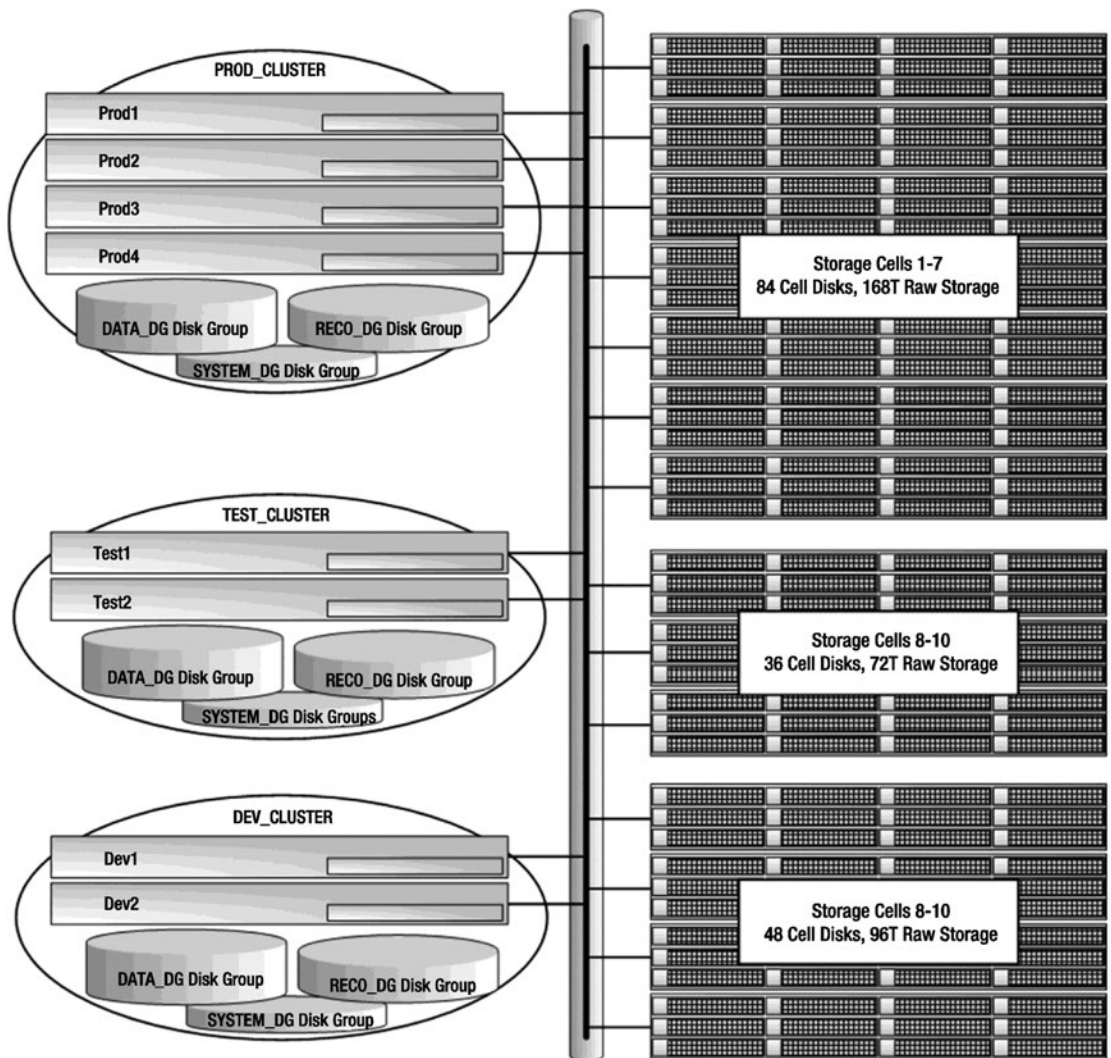 PROD_CLUSTER
Prod1
Prod2
Prod3
Prod4
DATA_DG Disk Group
RECO_DG Disk Group
SYSTEM_DG Disk Group
Storage Cells 1-7
84 Cell Disks, 168T Raw Storage
TEST_CLUSTER
Test1
Test2
DATA_DG Disk Group
RECO_DG Disk Group
SYSTEM_DG Disk Groups
Storage Cells 8-10
36 Cell Disks, 72T Raw Storage
DEV_CLUSTER
Dev1
Dev2
DATA_DG Disk Group
RECO_DG Disk Group
SYSTEM_DG Disk Group
Storage Cells 8-10
48 Cell Disks, 96T Raw Storage